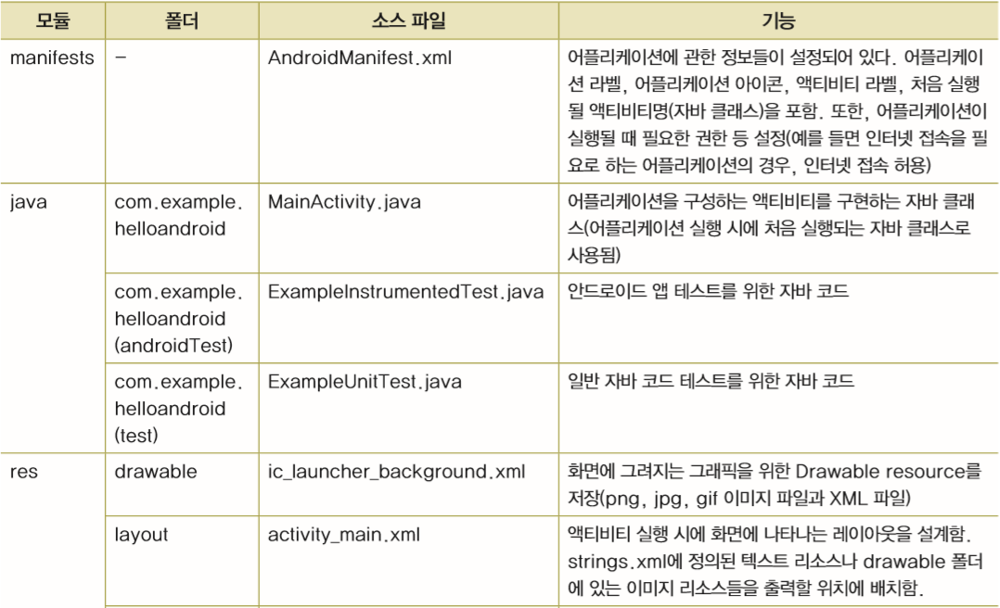 모듈 폴더 소스 파일 기능
manifests – AndroidManifest.xml 어플리케이션에 관한 정보들이 설정되어 있다. 어플리케이
션 라벨, 어플리케이션 아이콘, 액티비티 라벨, 처음 실행
될 액티비티명(자바 클래스)을 포함. 또한, 어플리케이션이
실행될 때 필요한 권한 등 설정(예를 들면 인터넷 접속을 필
요로 하는 어플리케이션의 경우, 인터넷 접속 허용)
java com.example. MainActivity.java 어플리케이션을 구성하는 액티비티를 구현하는 자바 클래
helloandroid 스(어플리케이션 실행 시에 처음 실행되는 자바 클래스로
사용됨)
com.example. ExampleInstrumentedTest.java 안드로이드 앱 테스트를 위한 자바 코드
helloandroid
(androidTest)
com.example. ExampleUnitTest.java 일반 자바 코드 테스트를 위한 자바 코드
helloandroid
(test)
res drawable ic_launcher_background.xml 화면에 그려지는 그래픽을 위한 Drawable resource를
저장(png, jpg, gif 이미지 파일과 XML 파일)
layout activity_main.xml 액티비티 실행 시에 화면에 나타나는 레이아웃을 설계함.
strings.xml에 정의된 텍스트 리소스나 drawable 폴더
에 있는 이미지 리소스들을 출력할 위치에 배치함.